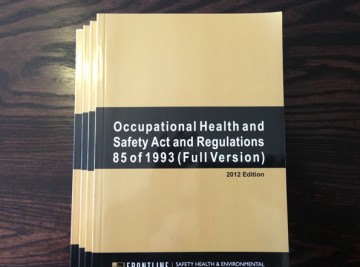 Occupational Health and
Safety Act and Regulations
85 of 1993 (Full Version)
2012 Edition
FRONTLINE | SAFETY HEALTH & ENVIRONMENTAL